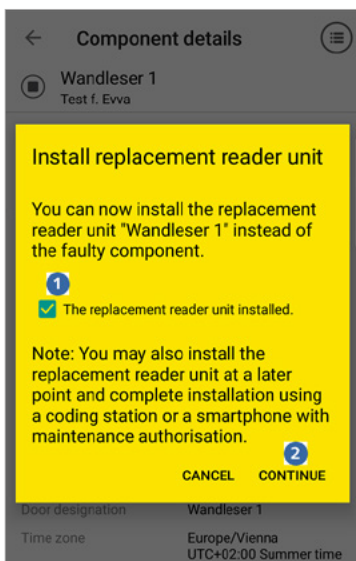 Component details
Wandleser 1
Test f. Evva
Install replacement reader unit
You can now install the replacement
reader unit "Wandleser 1" instead of
the faulty component.
1
The replacement reader unit installed.
Note: You may also install the
replacement reader unit at a later
point and complete installation using
a coding station or a smartphone with
maintenance authorisation.
2
CANCEL CONTINUE
Door designation Wandleser 1
Time zone Europe/Vienna
UTC+02:00 Summer time